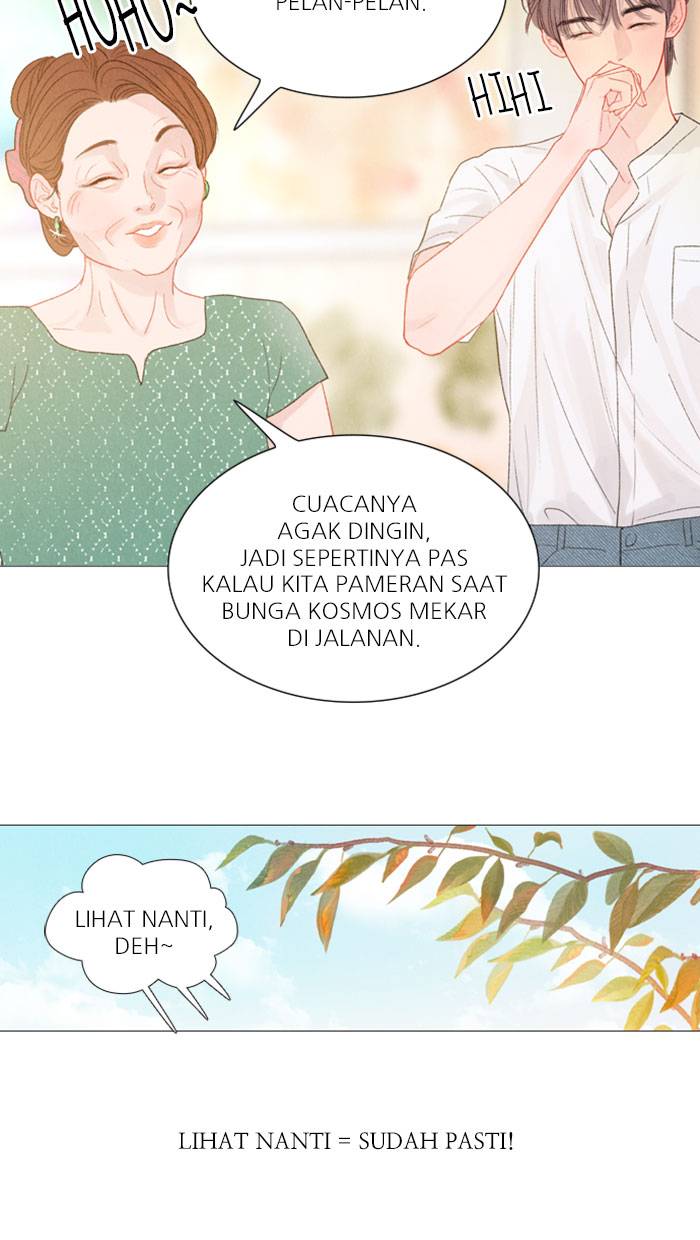 PELAN-PELAN.
HOHO~
HIHI
CUACANYA
AGAK DINGIN,
JADI SEPERTINYA PAS
KALAU KITA PAMERAN SAAT
BUNGA KOSMOS MEKAR
DI JALANAN.
LIHAT NANTI,
DEH~
LIHAT NANTI = SUDAH PASTI!